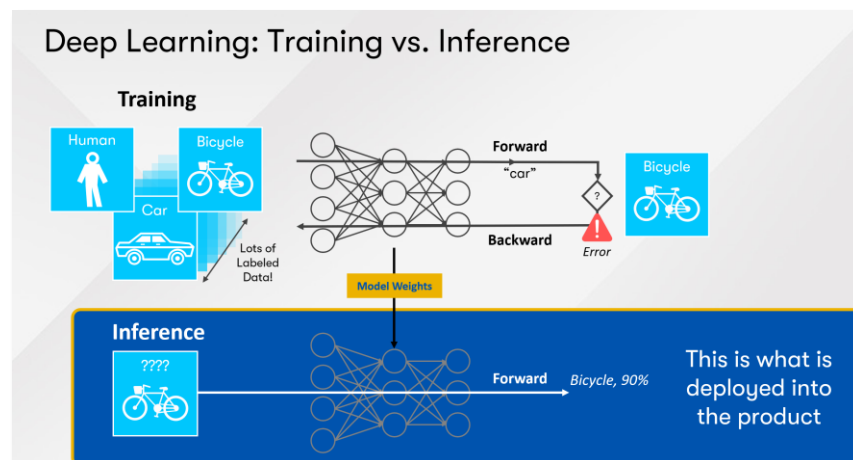 Deep Learning: Training vs. Inference
Training
Human
Bicycle
Car
Lots of
Labeled
Data!
Forward
"car"
?
Bicycle
Backward
Error
Model Weights
Inference
????
Forward
Bicycle, 90%
This is what is
deployed into
the product